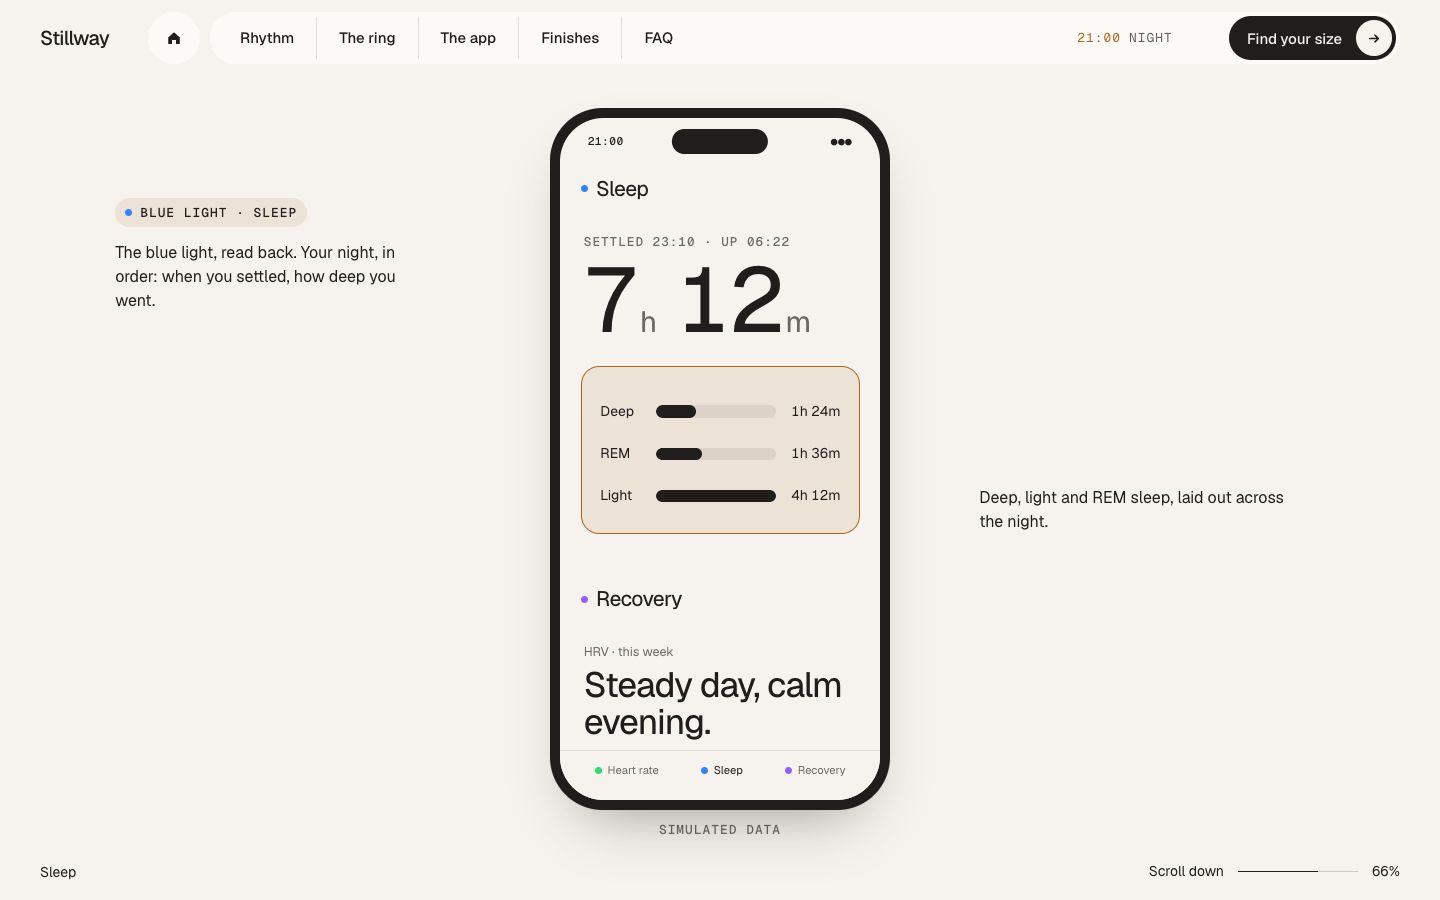 Stillway
Rhythm
The ring
The app
Finishes
FAQ
21:00 NIGHT
Find your size
21:00
Sleep
BLUE LIGHT · SLEEP
The blue light, read back. Your night, in
order: when you settled, how deep you
went.
SETTLED 23:10 · UP 06:22
7h 12m
Deep 1h 24m
REM 1h 36m
Light 4h 12m
Deep, light and REM sleep, laid out across
the night.
Recovery
HRV · this week
Steady day, calm
evening.
Heart rate
Sleep
Recovery
SIMULATED DATA
Sleep
Scroll down
66%